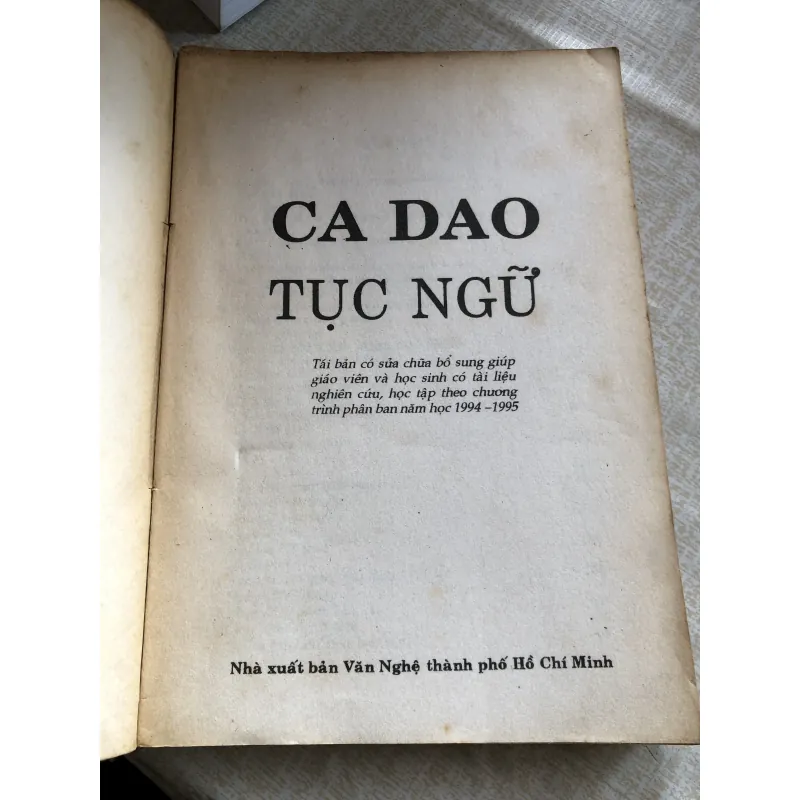 CA DAO
TỤC NGỮ
Tái bản có sửa chữa bổ sung giúp
giáo viên và học sinh có tài liệu
nghiên cứu, học tập theo chương
trình phân ban năm học 1994 – 1995
Nhà xuất bản Văn Nghệ thành phố Hồ Chí Minh